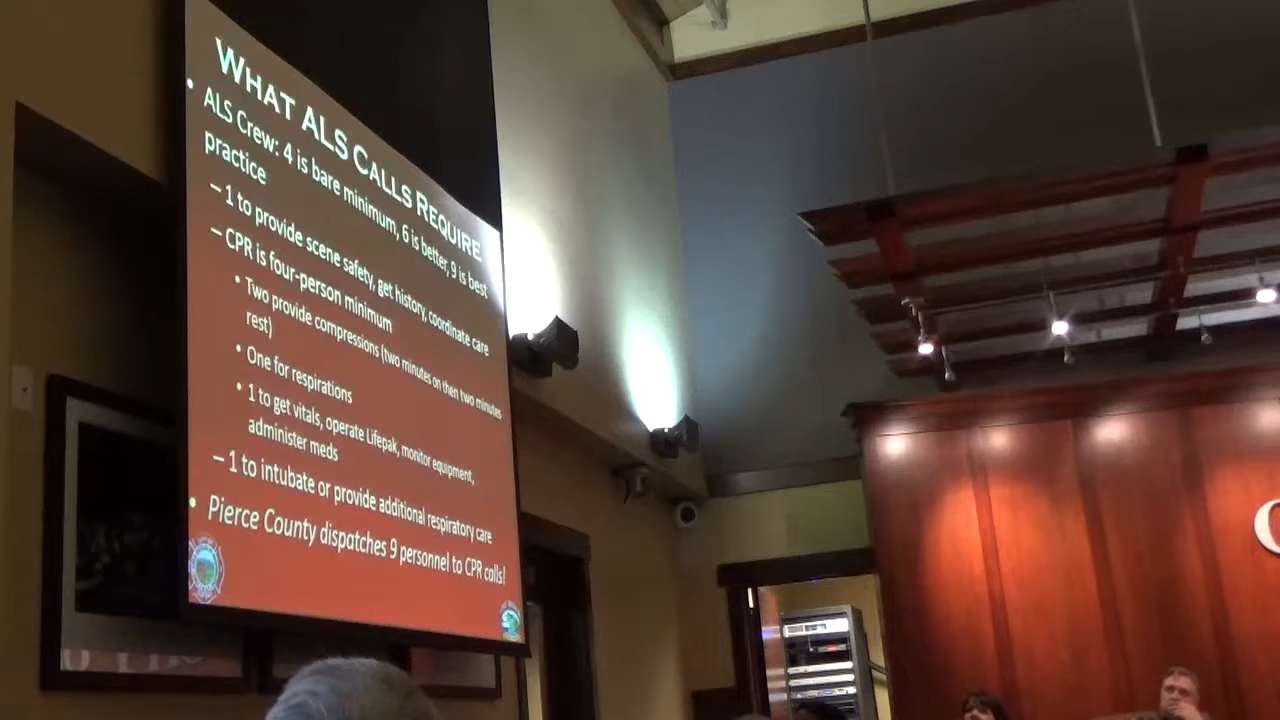 WHAT ALS CALLS REQUIRE
• ALS Crew: 4 is bare minimum, 6 is better, 9 is best
practice
– 1 to provide scene safety, get history, coordinate care
– CPR is four-person minimum
• Two provide compressions (two minutes on then two minutes
rest)
• One for respirations
• 1 to get vitals, operate Lifepak, monitor equipment,
administer meds
– 1 to intubate or provide additional respiratory care
• Pierce County dispatches 9 personnel to CPR calls!